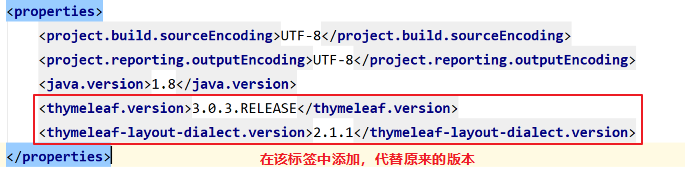 <properties>
<project.build.sourceEncoding>UTF-8</project.build.sourceEncoding>
<project.reporting.outputEncoding>UTF-8</project.reporting.outputEncoding>
<java.version>1.8</java.version>
<thymeleaf.version>3.0.3.RELEASE</thymeleaf.version>
<thymeleaf-layout-dialect.version>2.1.1</thymeleaf-layout-dialect.version>
</properties>
在该标签中添加，代替原来的版本